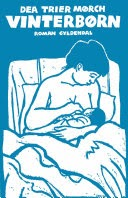 DEA TRIER MØRCH
VINTERBØRN
ROMAN GYLDENDAL